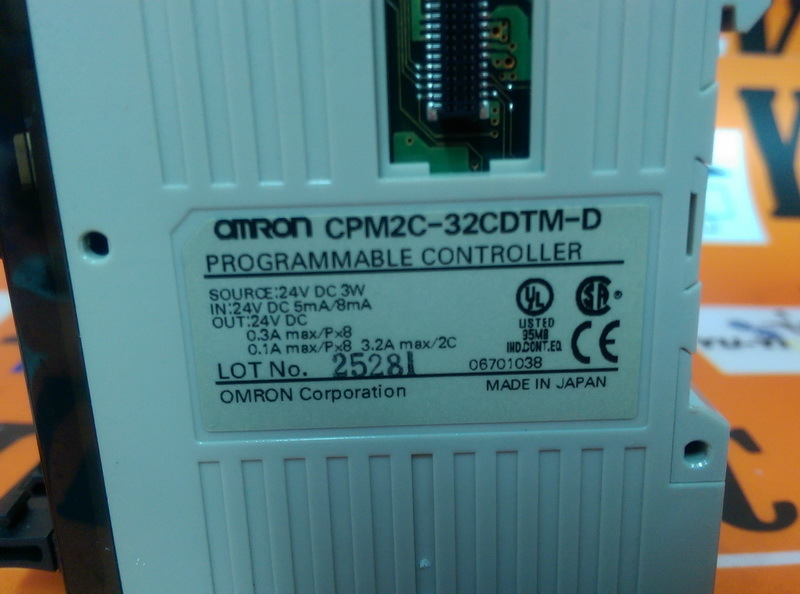 OMRON CPM2C-32CDTM-D
PROGRAMMABLE CONTROLLER
SOURCE:24V DC 3W
IN:24V DC 5mA/8mA
OUT:24V DC
0.3A max/Px8
0.1A max/Px8 3.2A max/2C
UL
SA ®
LISTED
95M8
IND.CONT.EQ
CE
LOT No. 25281
06701038
OMRON Corporation
MADE IN JAPAN